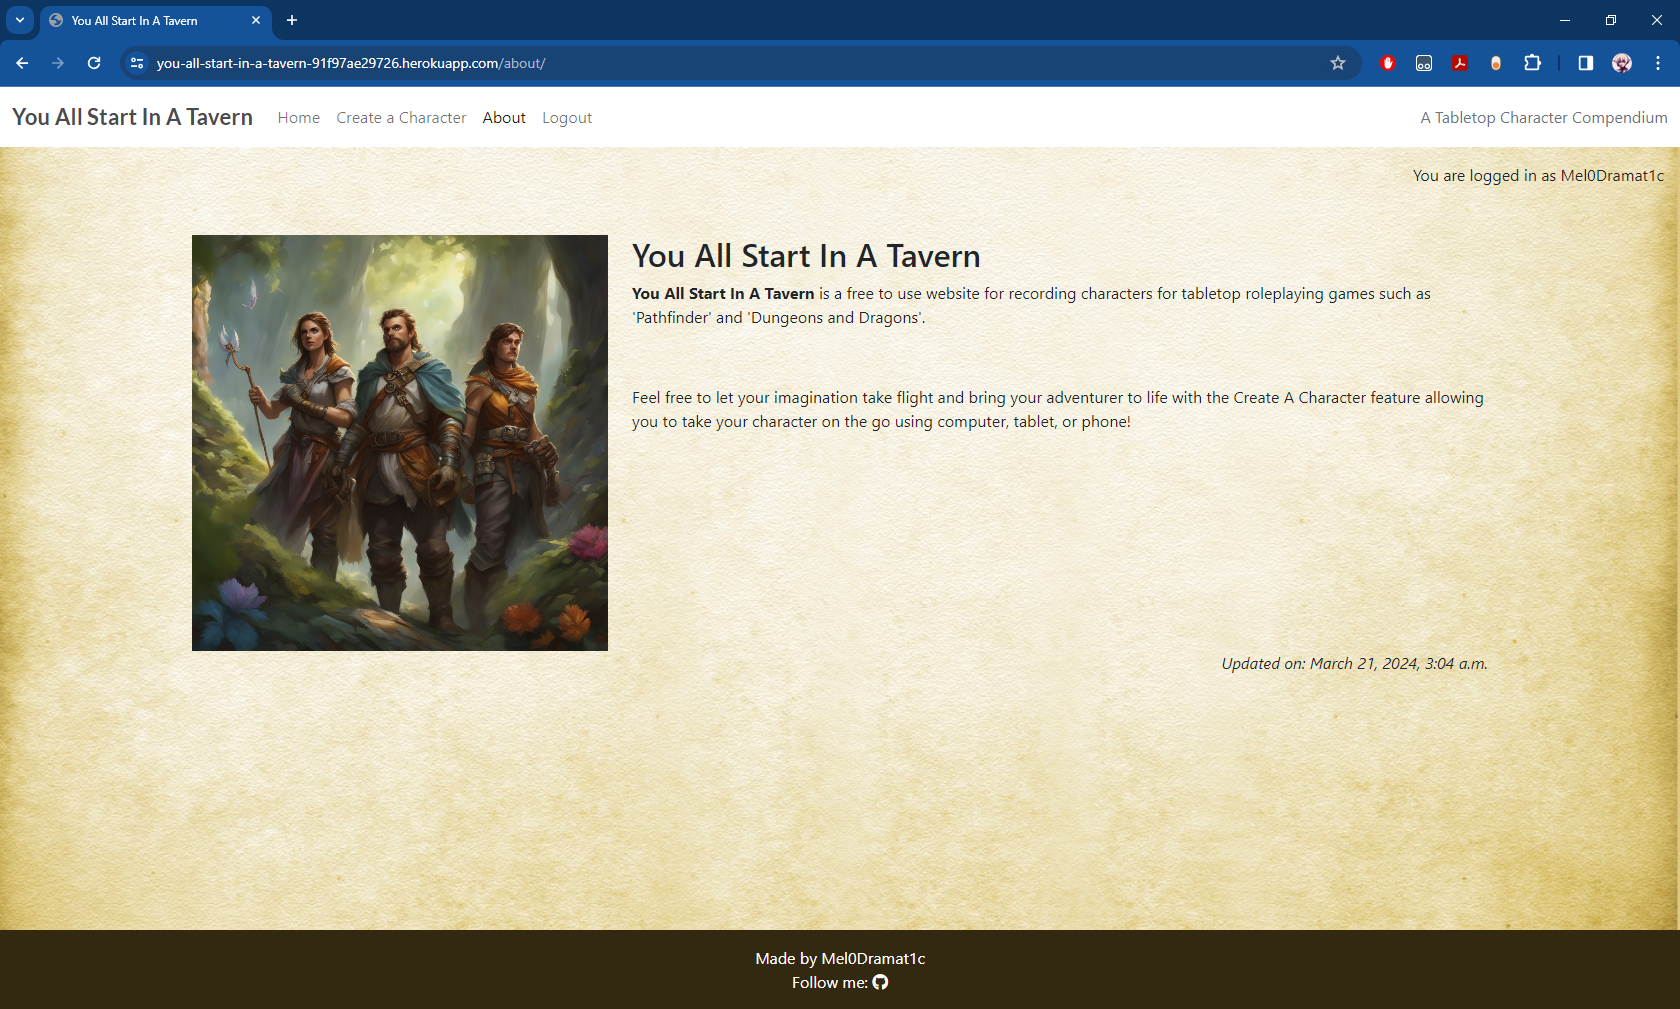 You All Start In A Tavern
you-all-start-in-a-tavern-91f97ae29726.herokuapp.com/about/
You All Start In A Tavern Home Create a Character About Logout A Tabletop Character Compendium
You are logged in as Mel0Dramat1c
You All Start In A Tavern
You All Start In A Tavern is a free to use website for recording characters for tabletop roleplaying games such as
'Pathfinder' and 'Dungeons and Dragons'.
Feel free to let your imagination take flight and bring your adventurer to life with the Create A Character feature allowing
you to take your character on the go using computer, tablet, or phone!
Updated on: March 21, 2024, 3:04 a.m.
Made by Mel0Dramat1c
Follow me: